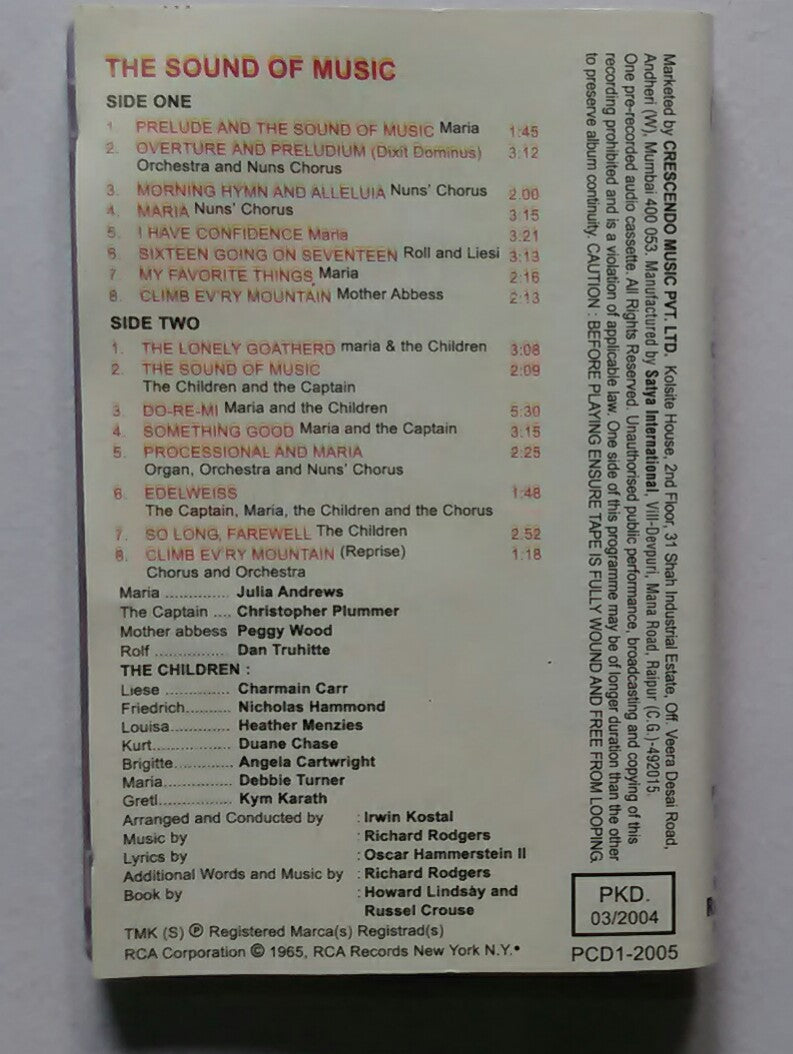 THE SOUND OF MUSIC
SIDE ONE
1. PRELUDE AND THE SOUND OF MUSIC Maria 1:45
2. OVERTURE AND PRELUDIUM (Dixit Dominus) 3:12
Orchestra and Nuns Chorus
3. MORNING HYMN AND ALLELUIA Nuns' Chorus 2.00
4. MARIA Nuns' Chorus 3:15
5. I HAVE CONFIDENCE Maria 3:21
6. SIXTEEN GOING ON SEVENTEEN Roll and Liesi 3:13
7. MY FAVORITE THINGS Maria 2:16
8. CLIMB EV'RY MOUNTAIN Mother Abbess 2:13
SIDE TWO
1. THE LONELY GOATHERD maria & the Children 3:08
2. THE SOUND OF MUSIC 2:09
The Children and the Captain
3. DO-RE-MI Maria and the Children 5:30
4. SOMETHING GOOD Maria and the Captain 3:15
5. PROCESSIONAL AND MARIA 2:25
Organ, Orchestra and Nuns' Chorus
6. EDELWEISS 1:48
The Captain, Maria, the Children and the Chorus
7. SO LONG, FAREWELL The Children 2.52
8. CLIMB EV'RY MOUNTAIN (Reprise) 1:18
Chorus and Orchestra
Maria .............. Julia Andrews
The Captain .... Christopher Plummer
Mother abbess Peggy Wood
Rolf ................ Dan Truhitte
THE CHILDREN :
Liese .............. Charmain Carr
Friedrich.......... Nicholas Hammond
Louisa............. Heather Menzies
Kurt................. Duane Chase
Brigitte............. Angela Cartwright
Maria............... Debbie Turner
Gretl................ Kym Karath
Arranged and Conducted by : Irwin Kostal
Music by : Richard Rodgers
Lyrics by : Oscar Hammerstein II
Additional Words and Music by : Richard Rodgers
Book by : Howard Lindsay and
Russel Crouse
TMK (S) ℗ Registered Marca(s) Registrad(s)
RCA Corporation © 1965, RCA Records New York N.Y.•
Marketed by CRESCENDO MUSIC PVT. LTD. Kolsite House, 2nd Floor, 31 Shah Industrial Estate, Off. Veera Desai Road,
Andheri (W), Mumbai 400 053. Manufactured by Satya International, Vill-Devpuri, Mana Road, Raipur (C.G.)-492015.
One pre-recorded audio cassette. All Rights Reserved. Unauthorised public performance, broadcasting and copying of this
recording prohibited and is a violation of applicable law. One side of this programme may be of longer duration than the other
to preserve album continuity. CAUTION : BEFORE PLAYING ENSURE TAPE IS FULLY WOUND AND FREE FROM LOOPING.
PKD.
03/2004
PCD1-2005